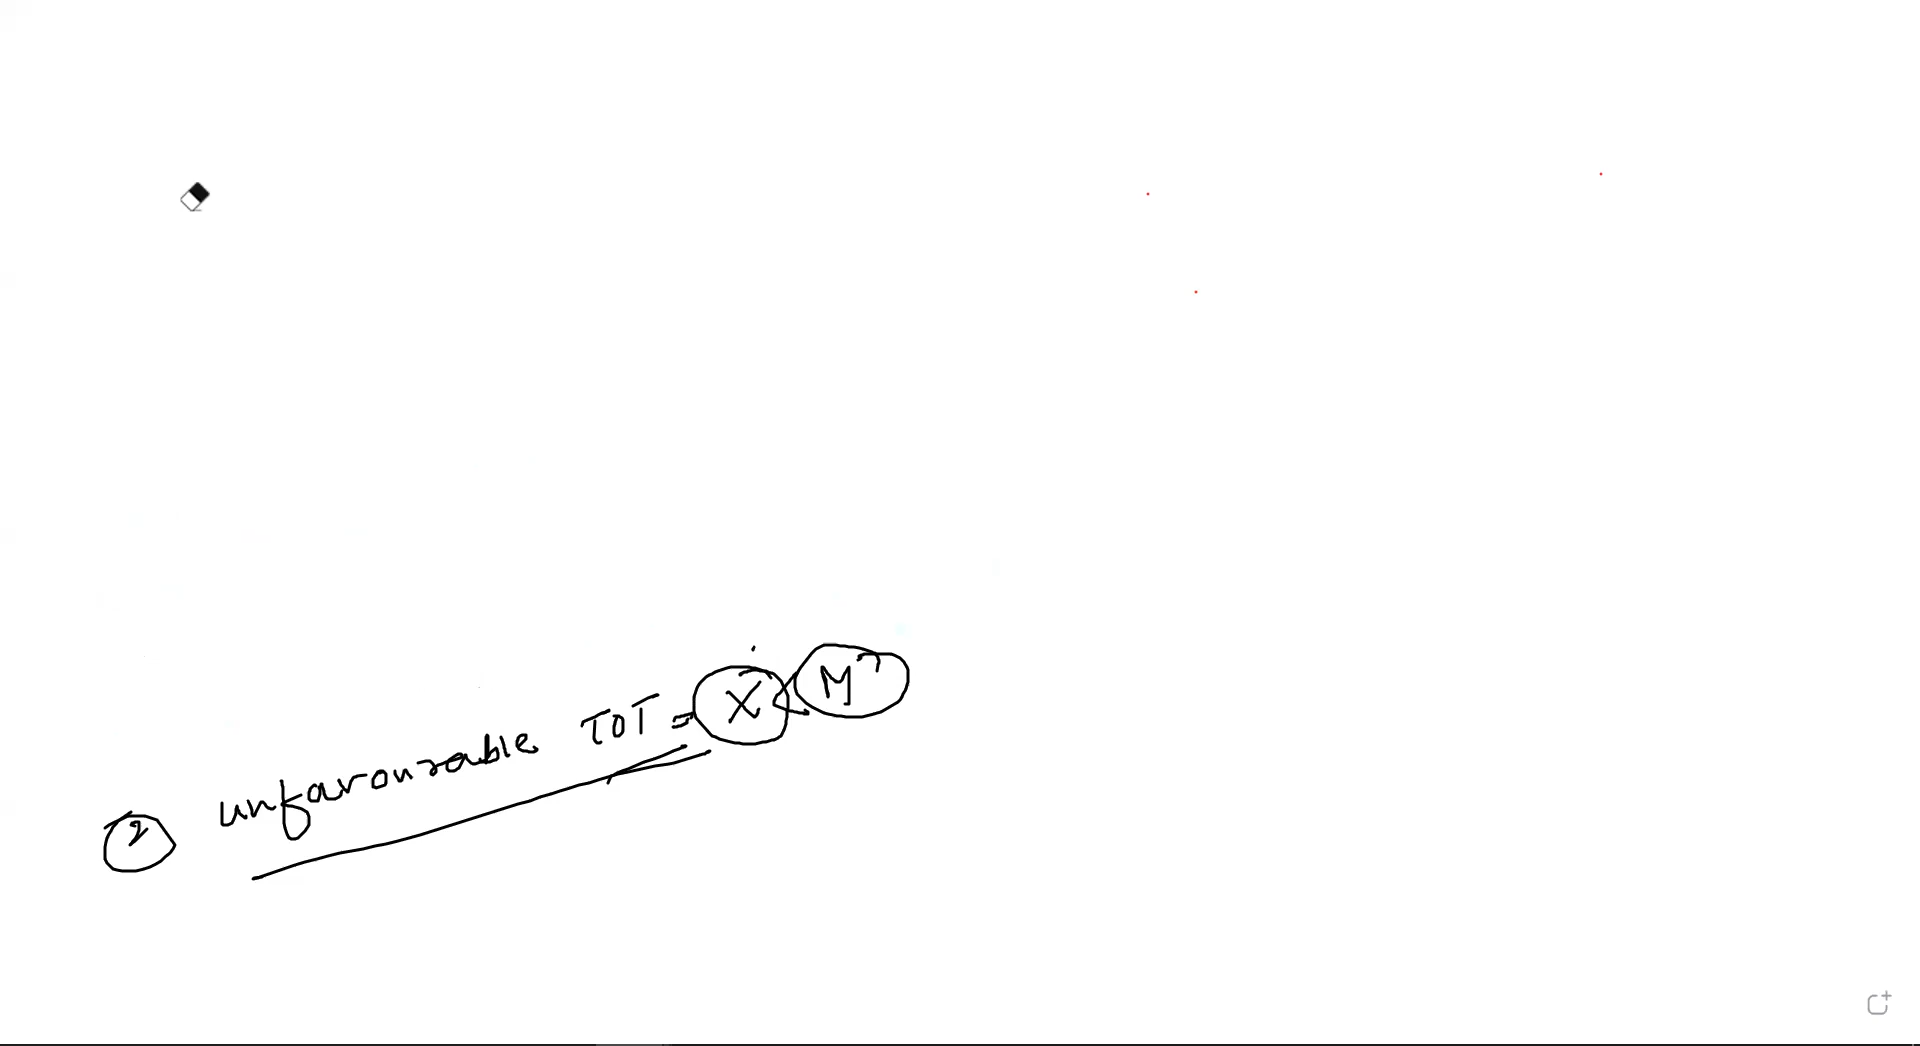 ② unfavourable TOT = X < M